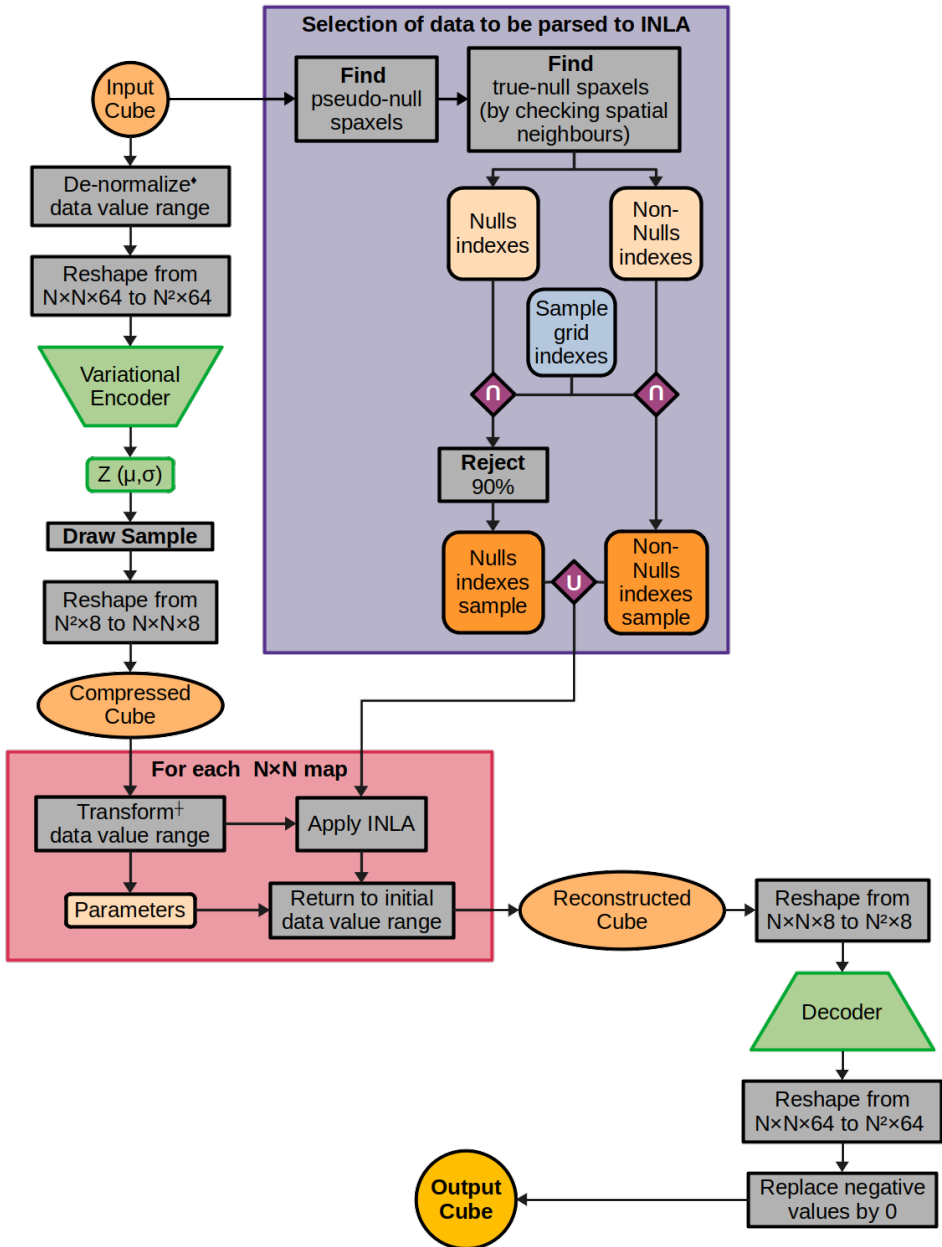 Selection of data to be parsed to INLA
Input
Cube
Find
pseudo-null
spaxels
Find
true-null spaxels
(by checking spatial
neighbours)
De-normalize♦
data value range
Nulls
indexes
Non-
Nulls
indexes
Reshape from
N×N×64 to N²×64
Sample
grid
indexes
Variational
Encoder
∩
∩
Reject
90%
Z (μ,σ)
Draw Sample
Nulls
indexes
sample
∪
Non-
Nulls
indexes
sample
Reshape from
N²×8 to N×N×8
Compressed
Cube
For each N×N map
Transform┼
data value range
Apply INLA
Parameters
Return to initial
data value range
Reconstructed
Cube
Reshape from
N×N×8 to N²×8
Decoder
Reshape from
N×N×64 to N²×64
Replace negative
values by 0
Output
Cube